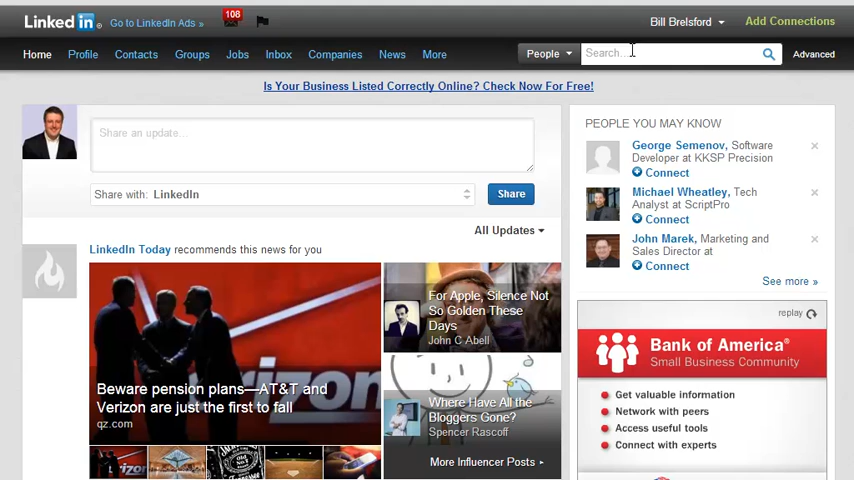 Linked in
Go to LinkedIn Ads »
108
Bill Brelsford
Add Connections
Home Profile Contacts Groups Jobs Inbox Companies News More
People Search... Advanced
Is Your Business Listed Correctly Online? Check Now For Free!
Share an update...
Share with: LinkedIn
Share
All Updates
LinkedIn Today recommends this news for you
Beware pension plans—AT&T and
Verizon are just the first to fall
qz.com
For Apple, Silence Not
So Golden These
Days
John C Abell
Where Have All the
Bloggers Gone?
Spencer Rascoff
More Influencer Posts
PEOPLE YOU MAY KNOW
George Semenov, Software
Developer at KKSP Precision
Connect
Michael Wheatley, Tech
Analyst at ScriptPro
Connect
John Marek, Marketing and
Sales Director at
Connect
See more »
replay
Bank of America®
Small Business Community
Get valuable information
Network with peers
Access useful tools
Connect with experts